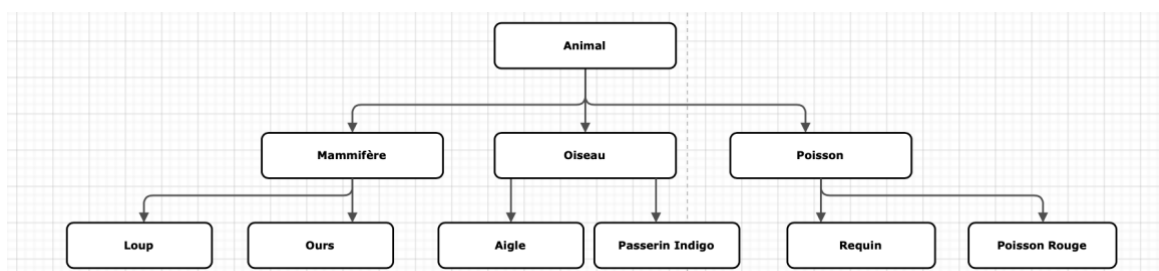 Animal
Mammifère
Oiseau
Poisson
Loup
Ours
Aigle
Passerin Indigo
Requin
Poisson Rouge